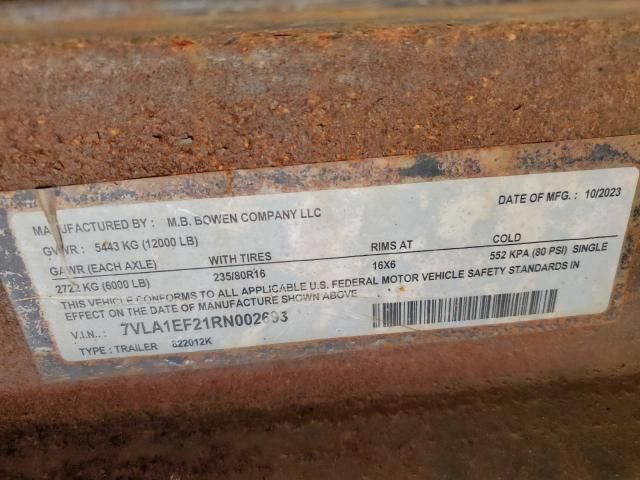 MANUFACTURED BY : M.B. BOWEN COMPANY LLC DATE OF MFG. : 10/2023
GVWR : 5443 KG (12000 LB)
GAWR (EACH AXLE) WITH TIRES RIMS AT COLD
2722 KG (6000 LB) 235/80R16 16X6 552 KPA (80 PSI) SINGLE
THIS VEHICLE CONFORMS TO ALL APPLICABLE U.S. FEDERAL MOTOR VEHICLE SAFETY STANDARDS IN
EFFECT ON THE DATE OF MANUFACTURE SHOWN ABOVE
V.I.N.. : 7VLA1EF21RN002693
TYPE : TRAILER 822012K